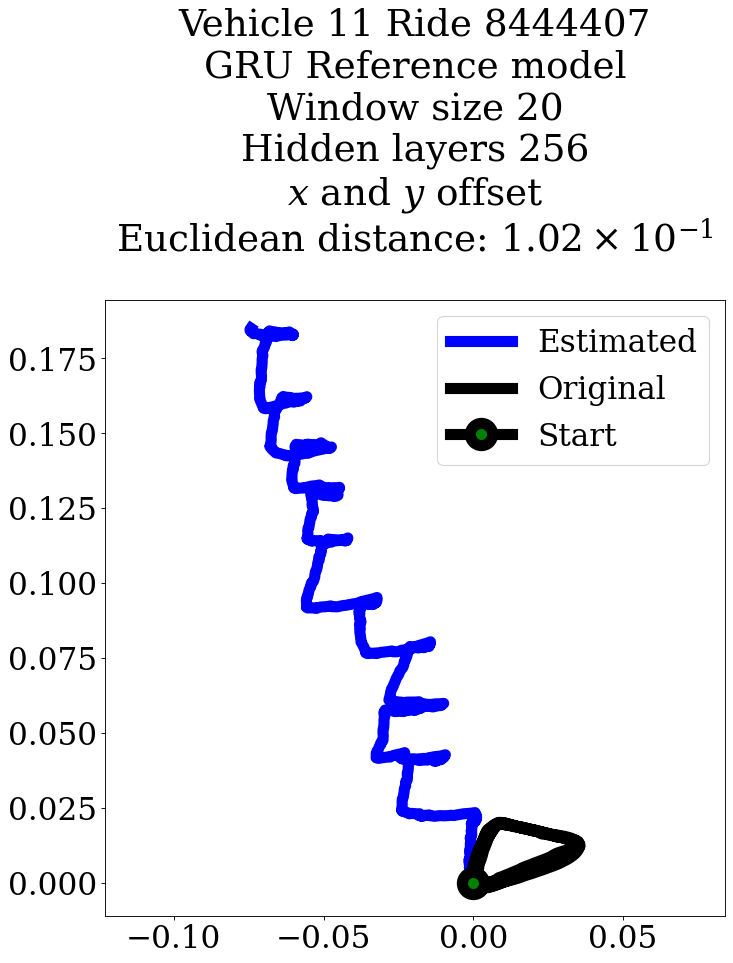 Vehicle 11 Ride 8444407
GRU Reference model
Window size 20
Hidden layers 256
x and y offset
Euclidean distance: 1.02 × 10⁻¹
Estimated
Original
Start
0.175
0.150
0.125
0.100
0.075
0.050
0.025
0.000
−0.10
−0.05
0.00
0.05